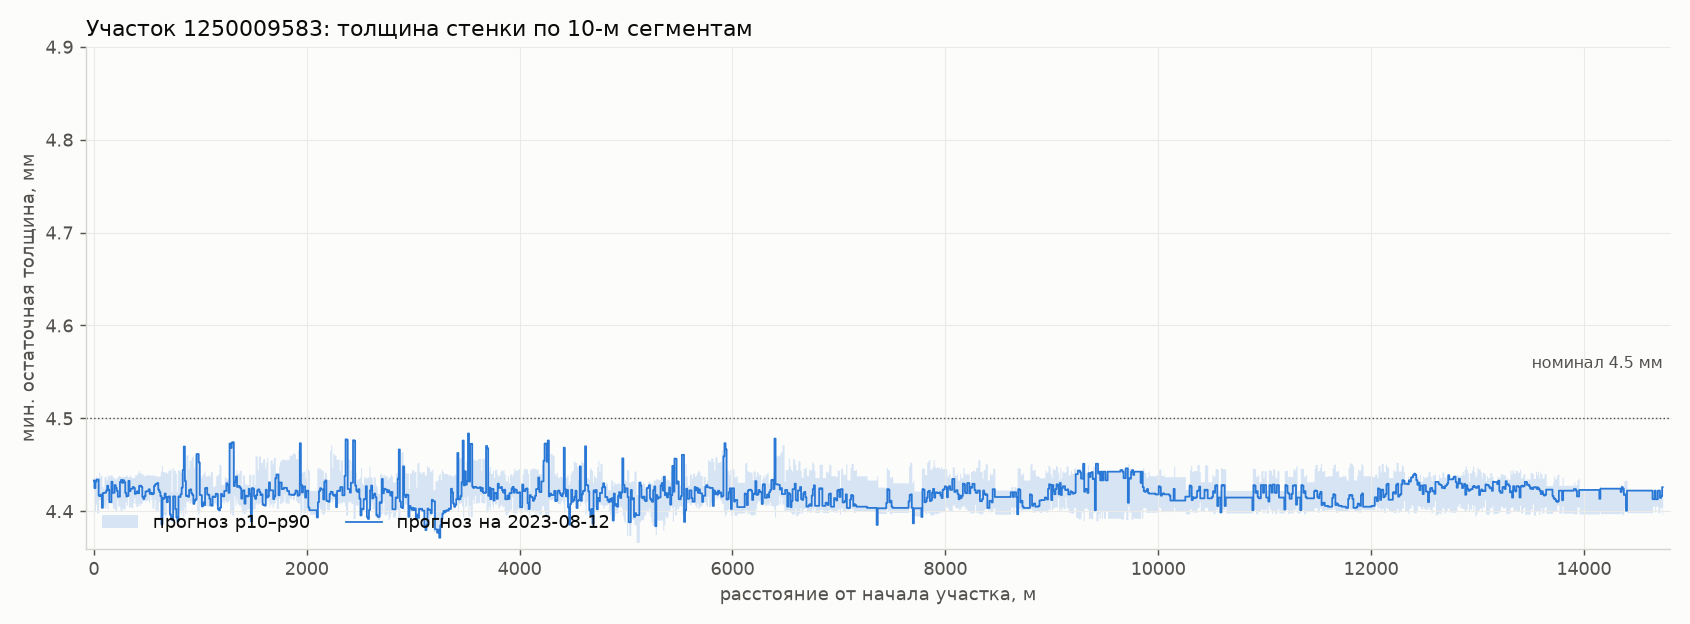 Участок 1250009583: толщина стенки по 10-м сегментам
мин. остаточная толщина, мм
4.9
4.8
4.7
4.6
4.5
4.4
номинал 4.5 мм
прогноз p10–p90
прогноз на 2023-08-12
0 2000 4000 6000 8000 10000 12000 14000
расстояние от начала участка, м